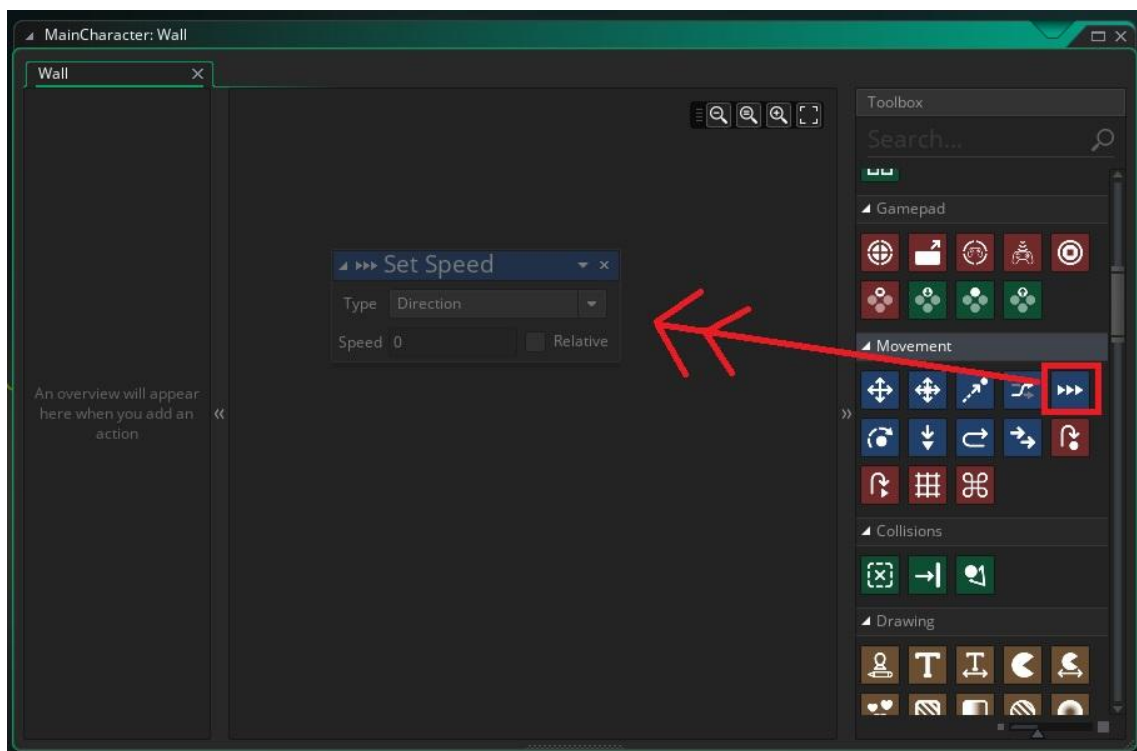 MainCharacter: Wall
Wall
An overview will appear
here when you add an
action
Set Speed
Type Direction
Speed 0 Relative
Toolbox
Search...
Gamepad
Movement
Collisions
Drawing